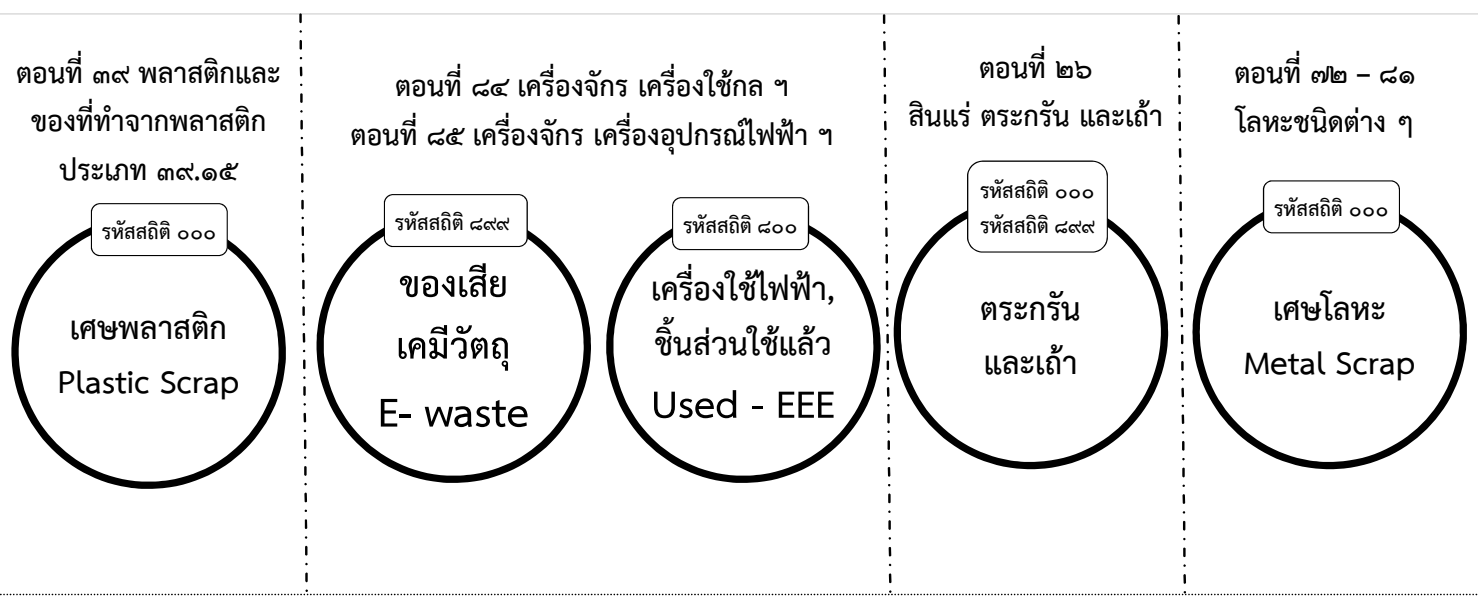 ตอนที่ ๓๙ พลาสติกและ
ของที่ทำจากพลาสติก
ประเภท ๓๙.๑๕
รหัสสถิติ ๐๐๐
เศษพลาสติก
Plastic Scrap
ตอนที่ ๘๔ เครื่องจักร เครื่องใช้กล ฯ
ตอนที่ ๘๕ เครื่องจักร เครื่องอุปกรณ์ไฟฟ้า ฯ
รหัสสถิติ ๘๙๙
ของเสีย
เคมีวัตถุ
E- waste
รหัสสถิติ ๘๐๐
เครื่องใช้ไฟฟ้า,
ชิ้นส่วนใช้แล้ว
Used - EEE
ตอนที่ ๒๖
สินแร่ ตระกรัน และเถ้า
รหัสสถิติ ๐๐๐
รหัสสถิติ ๘๙๙
ตระกรัน
และเถ้า
ตอนที่ ๗๒ – ๘๑
โลหะชนิดต่าง ๆ
รหัสสถิติ ๐๐๐
เศษโลหะ
Metal Scrap